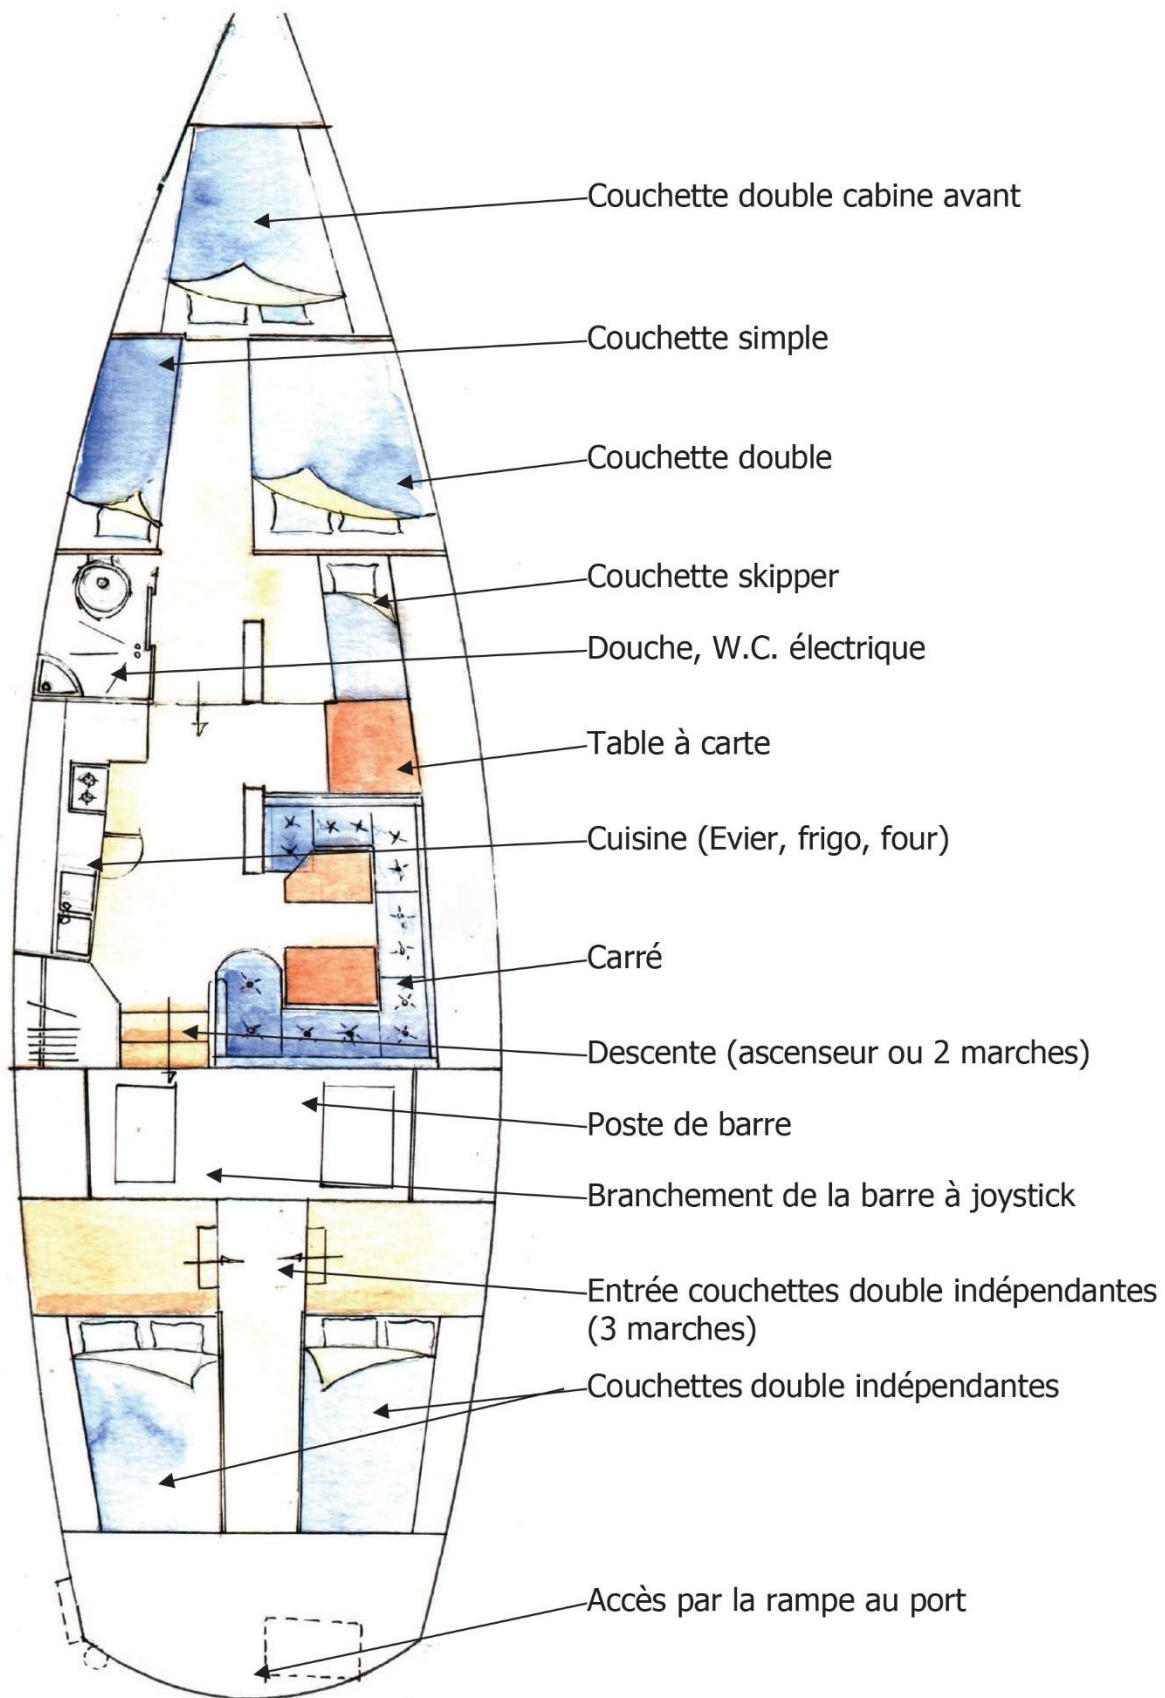 Couchette double cabine avant
Couchette simple
Couchette double
Couchette skipper
Douche, W.C. électrique
Table à carte
Cuisine (Evier, frigo, four)
Carré
Descente (ascenseur ou 2 marches)
Poste de barre
Branchement de la barre à joystick
Entrée couchettes double indépendantes
(3 marches)
Couchettes double indépendantes
Accès par la rampe au port